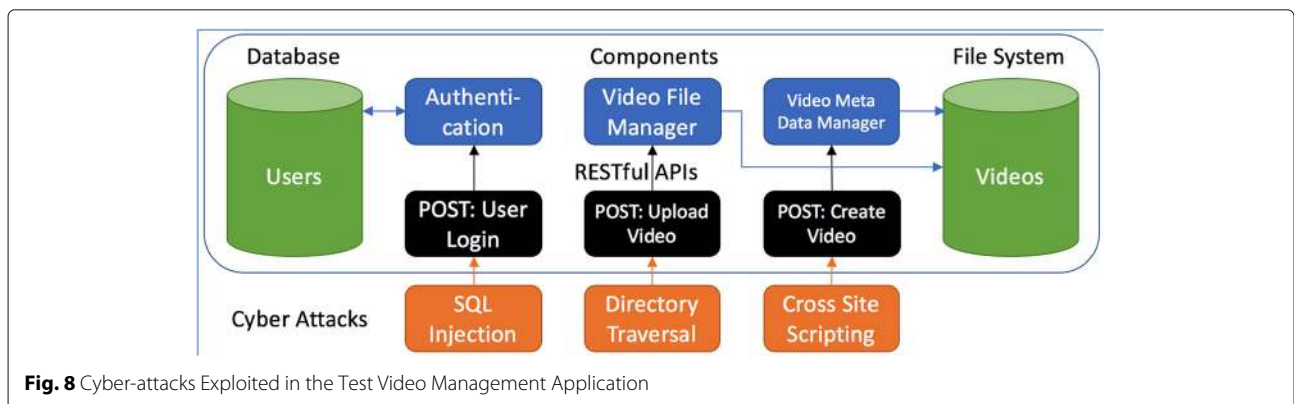 Database
Components
File System
Authenti-
cation
Video File
Manager
Video Meta
Data Manager
Users
RESTful APIs
Videos
POST: User
Login
POST: Upload
Video
POST: Create
Video
Cyber Attacks
SQL
Injection
Directory
Traversal
Cross Site
Scripting
Fig. 8 Cyber-attacks Exploited in the Test Video Management Application